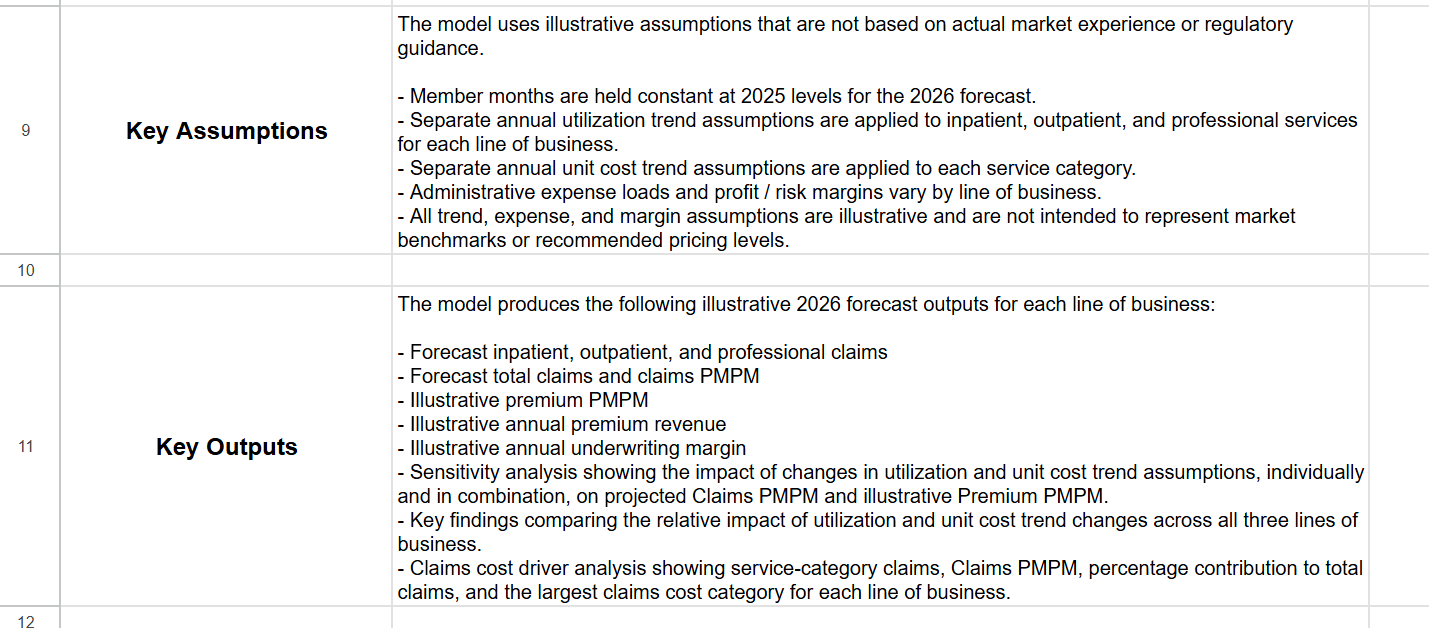 9
Key Assumptions
The model uses illustrative assumptions that are not based on actual market experience or regulatory
guidance.
- Member months are held constant at 2025 levels for the 2026 forecast.
- Separate annual utilization trend assumptions are applied to inpatient, outpatient, and professional services
for each line of business.
- Separate annual unit cost trend assumptions are applied to each service category.
- Administrative expense loads and profit / risk margins vary by line of business.
- All trend, expense, and margin assumptions are illustrative and are not intended to represent market
benchmarks or recommended pricing levels.
10
11
Key Outputs
The model produces the following illustrative 2026 forecast outputs for each line of business:
- Forecast inpatient, outpatient, and professional claims
- Forecast total claims and claims PMPM
- Illustrative premium PMPM
- Illustrative annual premium revenue
- Illustrative annual underwriting margin
- Sensitivity analysis showing the impact of changes in utilization and unit cost trend assumptions, individually
and in combination, on projected Claims PMPM and illustrative Premium PMPM.
- Key findings comparing the relative impact of utilization and unit cost trend changes across all three lines of
business.
- Claims cost driver analysis showing service-category claims, Claims PMPM, percentage contribution to total
claims, and the largest claims cost category for each line of business.
12